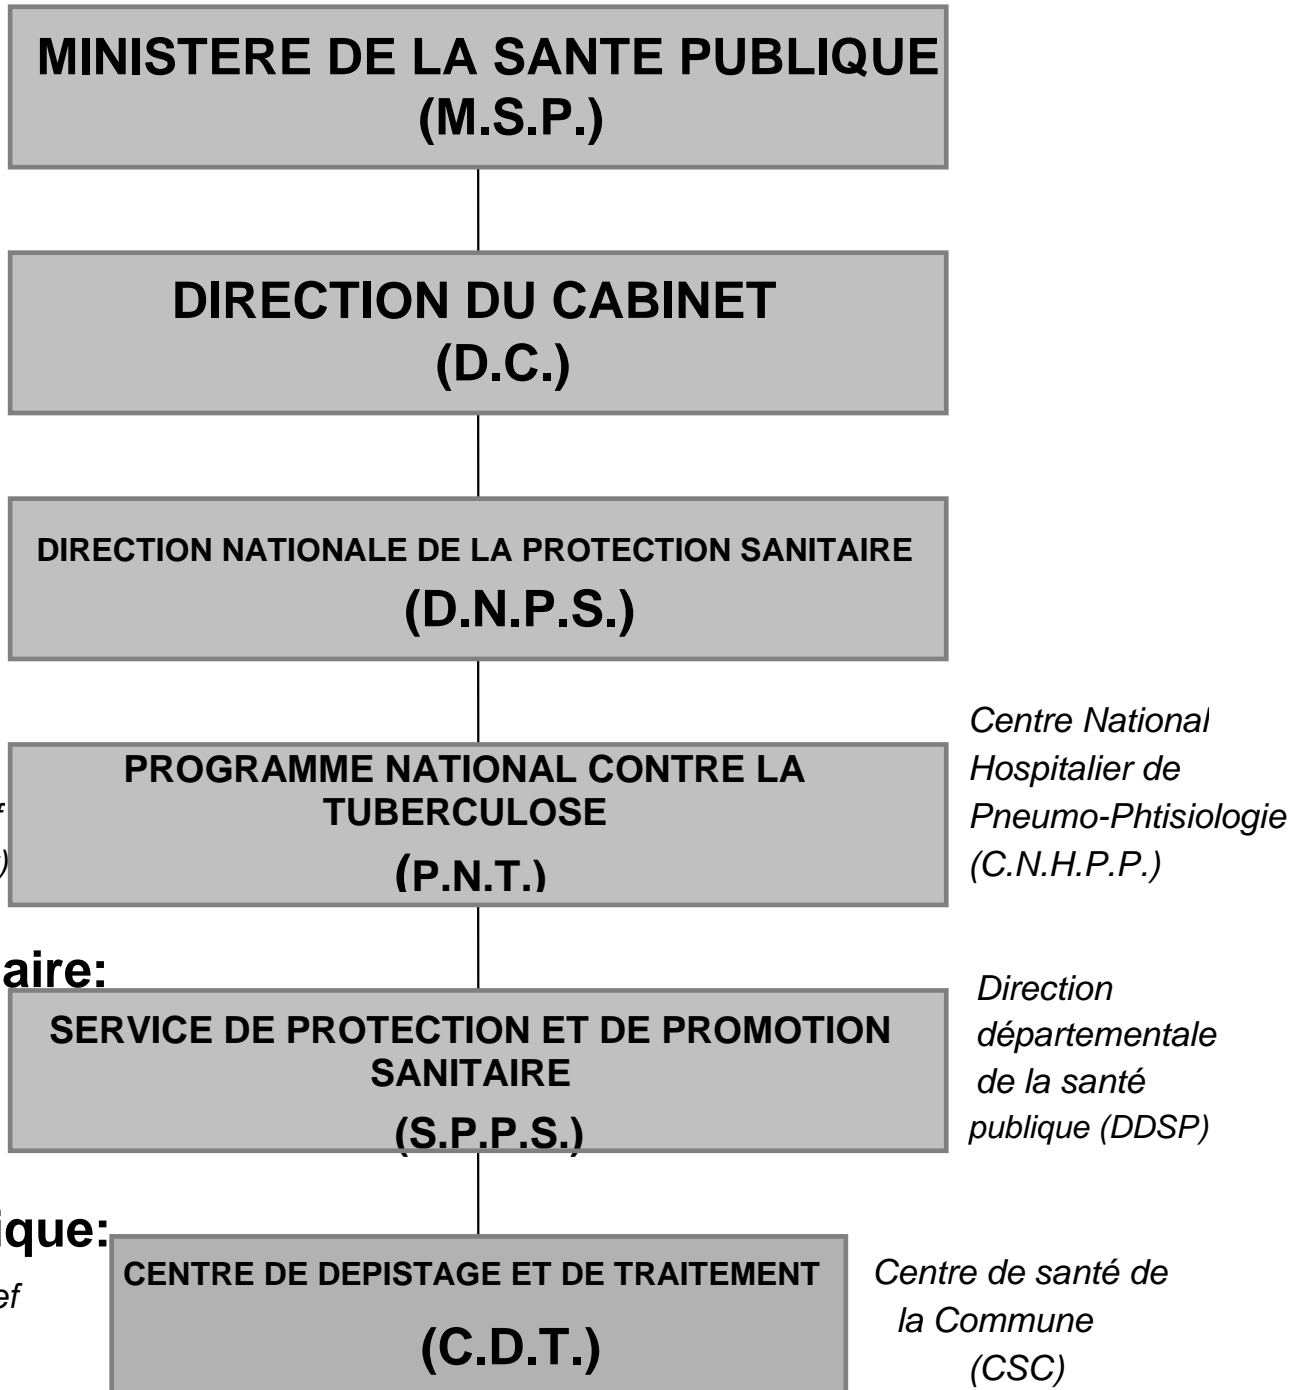 MINISTERE DE LA SANTE PUBLIQUE
(M.S.P.)
DIRECTION DU CABINET
(D.C.)
DIRECTION NATIONALE DE LA PROTECTION SANITAIRE
(D.N.P.S.)
PROGRAMME NATIONAL CONTRE LA
TUBERCULOSE
(P.N.T.)
Centre National
Hospitalier de
Pneumo-Phtisiologie
(C.N.H.P.P.)
aire:
SERVICE DE PROTECTION ET DE PROMOTION
SANITAIRE
(S.P.P.S.)
Direction
départementale
de la santé
publique (DDSP)
ique:
ef
CENTRE DE DEPISTAGE ET DE TRAITEMENT
(C.D.T.)
Centre de santé de
la Commune
(CSC)